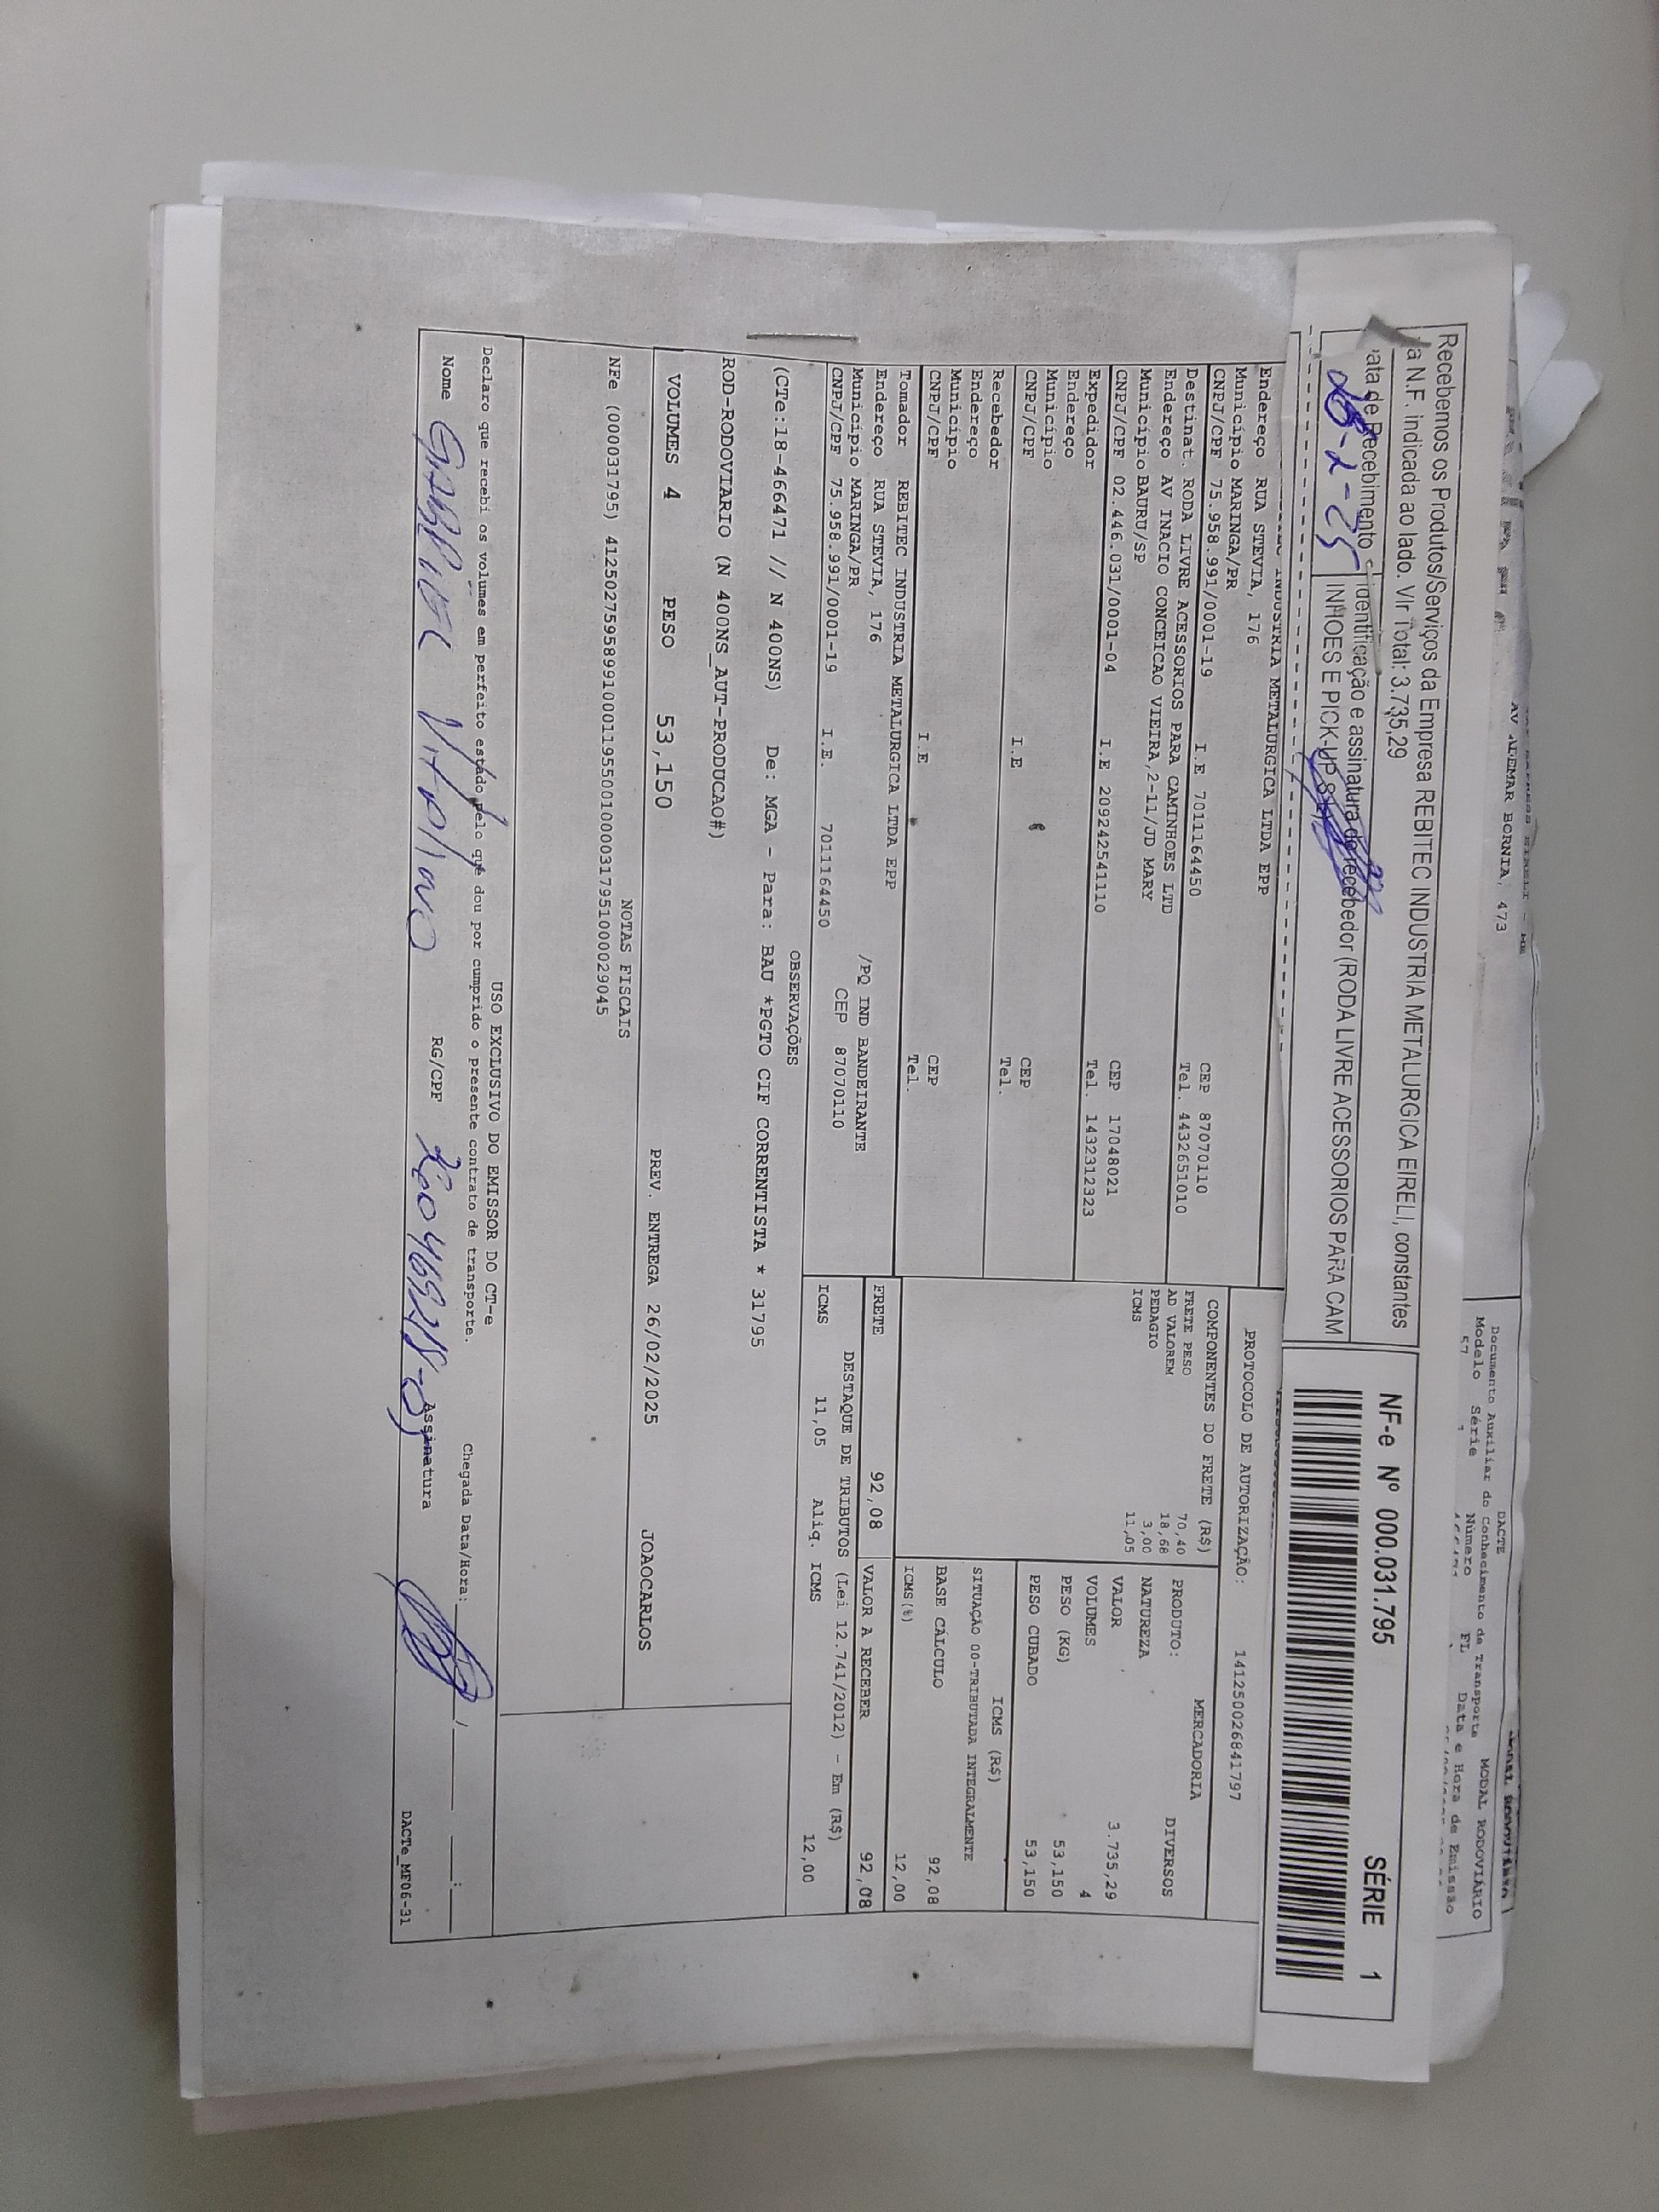 AV ADEMAR BORNIA, 473
DACTE
Documento Auxiliar do Conhecimento de Transporte
MODAL RODOVIÁRIO
Modelo Série Número FL Data e Hora de Emissão
57 1
Recebemos os Produtos/Serviços da Empresa REBITEC INDUSTRIA METALURGICA EIRELI, constantes
a N.F. indicada ao lado. Vlr Total: 3.735,29
ata de Recebimento
identificação e assinatura de recebedor (RODA LIVRE ACESSORIOS PARA CAM
INHOES E PICK-UP'S
NF-e Nº 000.031.795 SÉRIE 1
INDUSTRIA METALURGICA LTDA EPP
Endereço RUA STEVIA, 176
Município MARINGA/PR CEP 87070110
CNPJ/CPF 75.958.991/0001-19 I.E 701116445​0 Tel. 4432651010
Destinat. RODA LIVRE ACESSORIOS PARA CAMINHOES LTD
Endereço AV INACIO CONCEICAO VIEIRA,2-11/JD MARY
Município BAURU/SP CEP 17048021
CNPJ/CPF 02.446.031/0001-04 I.E 209242541110 Tel. 1432312323
Expedidor
Endereço
Município CEP
CNPJ/CPF I.E Tel.
Recebedor
Endereço
Município CEP
CNPJ/CPF I.E Tel.
Tomador REBITEC INDUSTRIA METALURGICA LTDA EPP
Endereço RUA STEVIA, 176 /PQ IND BANDEIRANTE
Município MARINGA/PR CEP 87070110
CNPJ/CPF 75.958.991/0001-19 I.E. 7011164450
PROTOCOLO DE AUTORIZAÇÃO: 141250026841797
COMPONENTES DO FRETE (R$)
FRETE PESO 70,40
AD VALOREM 18,68
PEDAGIO 3,00
ICMS 11,05
MERCADORIA
PRODUTO: DIVERSOS
NATUREZA
VALOR 3.735,29
VOLUMES 4
PESO (KG) 53,150
PESO CUBADO 53,150
ICMS (R$)
SITUAÇÃO 00-TRIBUTADA INTEGRALMENTE
BASE CÁLCULO 92,08
ICMS(%) 12,00
FRETE 92,08
VALOR A RECEBER 92,08
DESTAQUE DE TRIBUTOS (Lei 12.741/2012) - Em (R$)
ICMS 11,05 Aliq. ICMS 12,00
OBSERVAÇÕES
(CTe:18-466471 // N 400NS) De: MGA - Para: BAU *PGTO CIF CORRENTISTA * 31795
ROD-RODOVIARIO (N 400NS_AUT-PRODUCAO#)
VOLUMES 4 PESO 53,150 PREV. ENTREGA 26/02/2025 JOAOCARLOS
NOTAS FISCAIS
NFe (000031795) 41250275958991000119550010000317951000029045
USO EXCLUSIVO DO EMISSOR DO CT-e
Declaro que recebi os volumes em perfeito estado pelo que dou por cumprido o presente contrato de transporte.
Chegada Data/Hora: / :
Nome GABRIEL Vitoliano RG/CPF Assinatura
DACTe_MF06-31